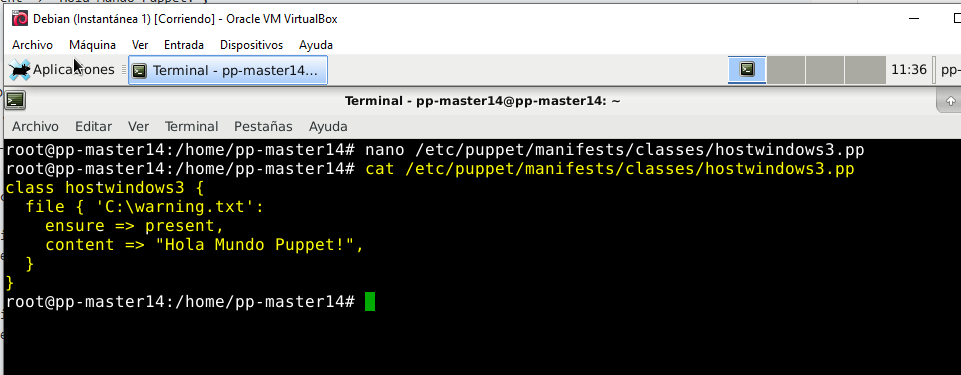 Hola Mundo Puppet!
Debian (Instantánea 1) [Corriendo] - Oracle VM VirtualBox
Archivo Máquina Ver Entrada Dispositivos Ayuda
Aplicaciones Terminal - pp-master14... 11:36 pp-
Terminal - pp-master14@pp-master14: ~
Archivo Editar Ver Terminal Pestañas Ayuda
root@pp-master14:/home/pp-master14# nano /etc/puppet/manifests/classes/hostwindows3.pp
root@pp-master14:/home/pp-master14# cat /etc/puppet/manifests/classes/hostwindows3.pp
class hostwindows3 {
  file { 'C:\warning.txt':
    ensure => present,
    content => "Hola Mundo Puppet!",
  }
}
root@pp-master14:/home/pp-master14#